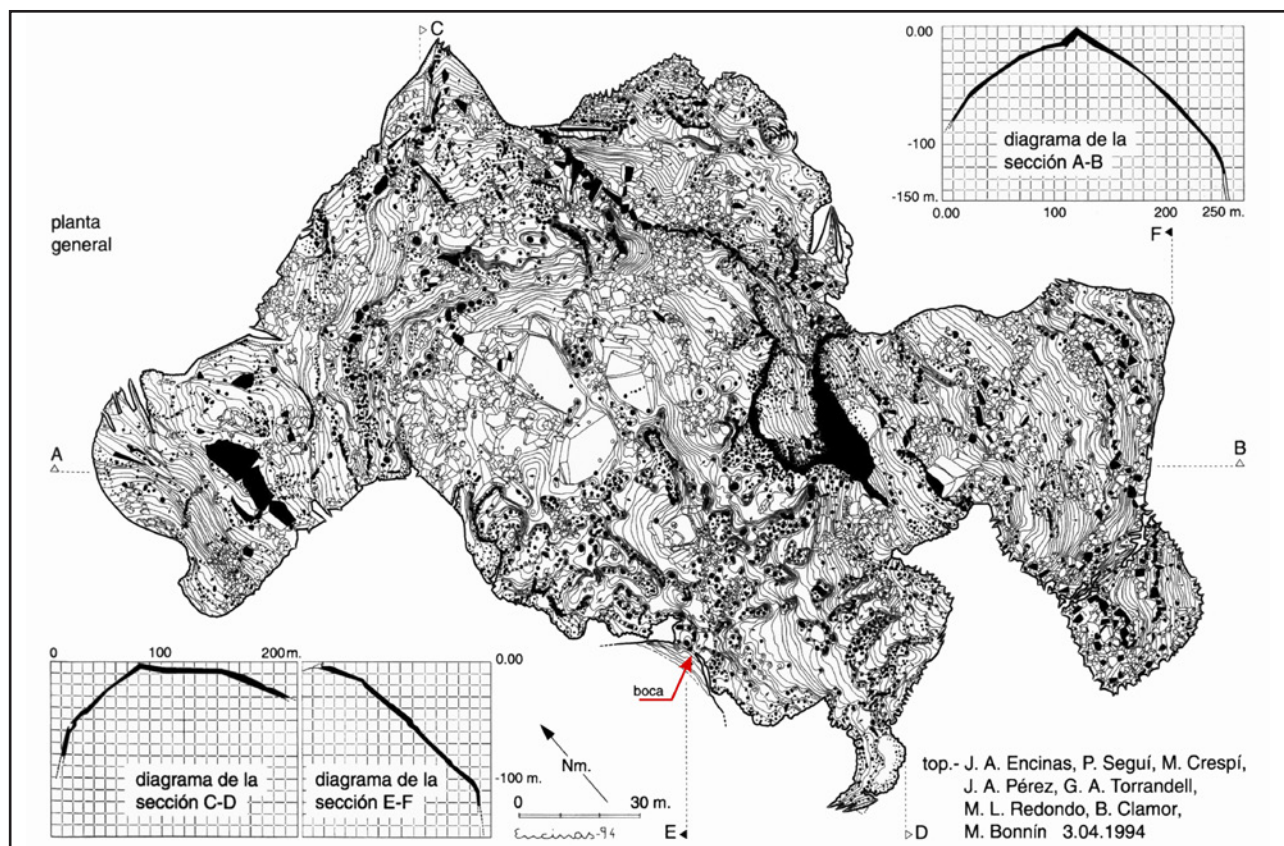 C
0.00
-100
-150 m.
diagrama de la
sección A-B
0.00 100 200 250 m.
F
planta
general
A
B
0 100 200 m.
diagrama de la
sección C-D
0.00
-100 m.
diagrama de la
sección E-F
boca
Nm.
0 30 m.
Encinas-94
E
D
top.- J. A. Encinas, P. Seguí, M. Crespí,
J. A. Pérez, G. A. Torrandell,
M. L. Redondo, B. Clamor,
M. Bonnín 3.04.1994